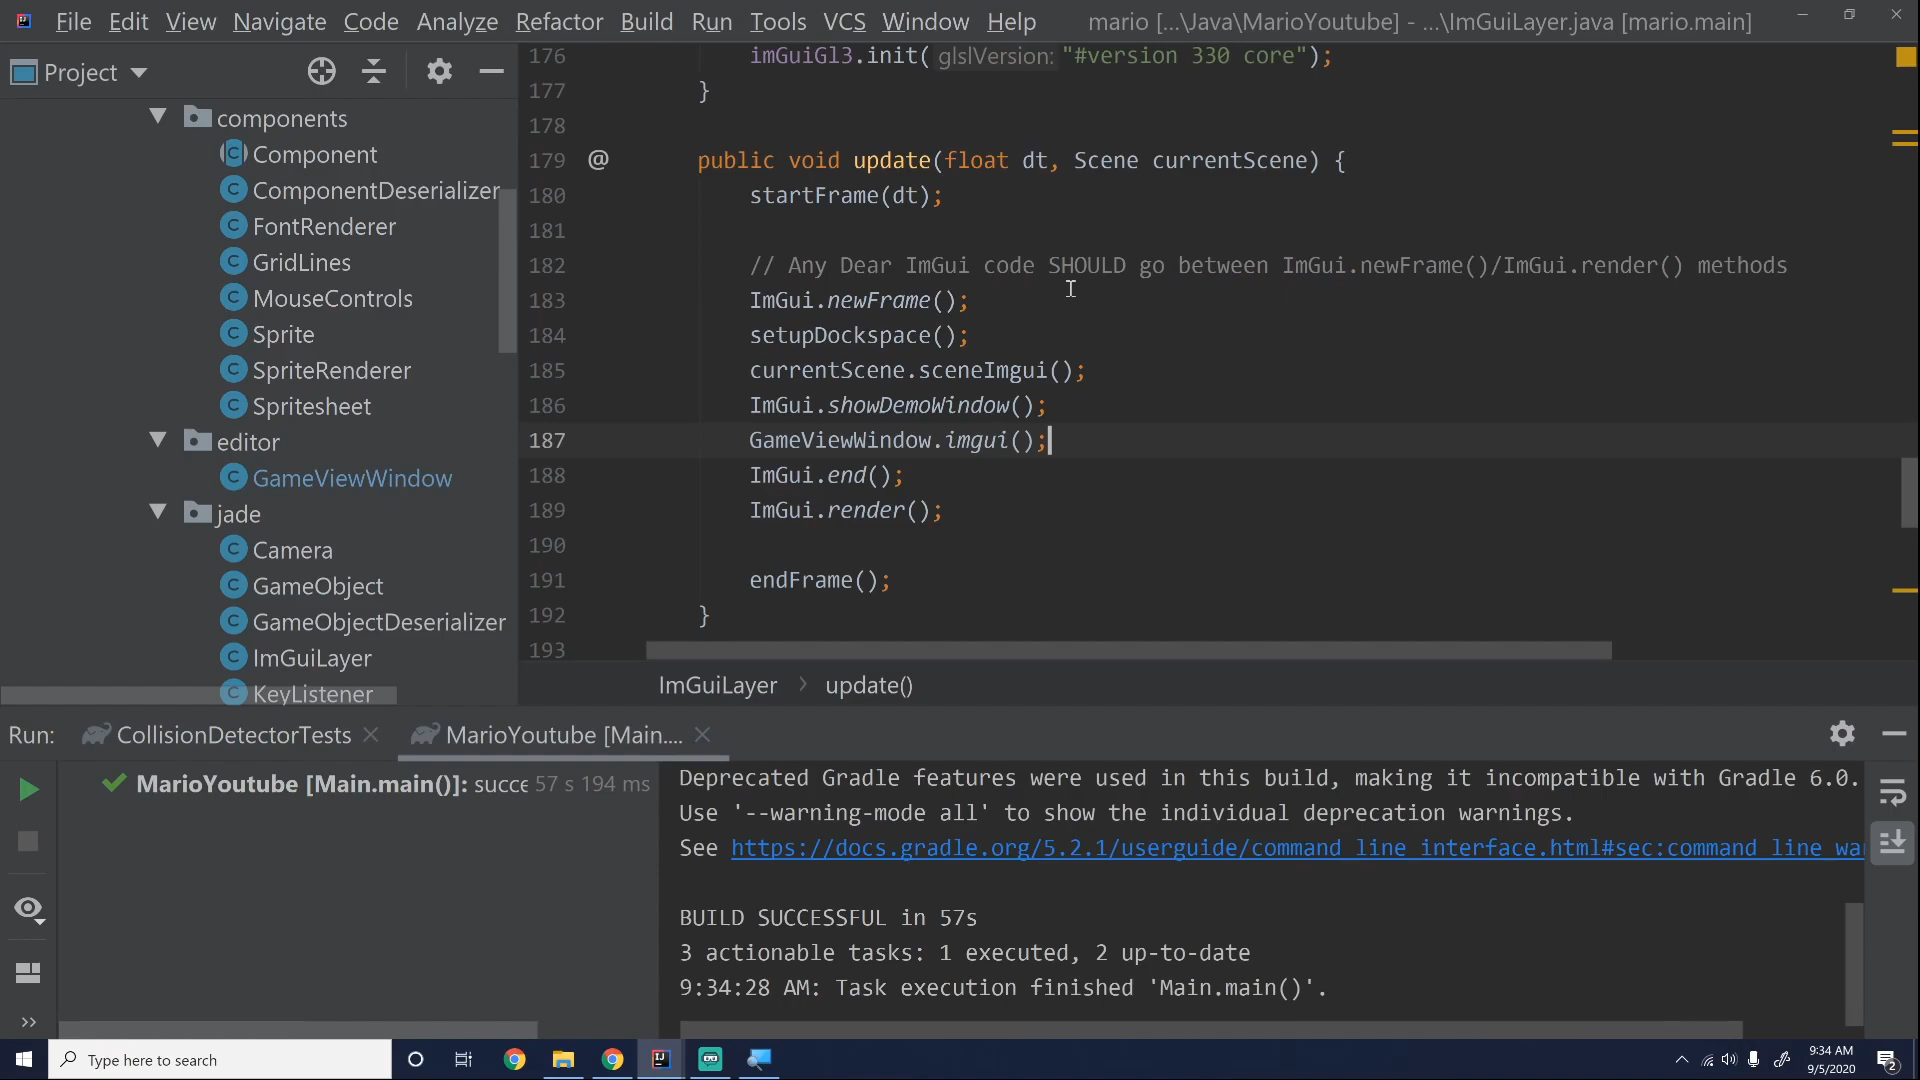 File Edit View Navigate Code Analyze Refactor Build Run Tools VCS Window Help mario [...\Java\MarioYoutube] - ...\ImGuiLayer.java [mario.main]
Project
components
Component
ComponentDeserializer
FontRenderer
GridLines
MouseControls
Sprite
SpriteRenderer
Spritesheet
editor
GameViewWindow
jade
Camera
GameObject
GameObjectDeserializer
ImGuiLayer
KeyListener
176 imGuiGl3.init( glslVersion: "#version 330 core");
177 }
178
179 @ public void update(float dt, Scene currentScene) {
180 startFrame(dt);
181
182 // Any Dear ImGui code SHOULD go between ImGui.newFrame()/ImGui.render() methods
183 ImGui.newFrame();
184 setupDockspace();
185 currentScene.sceneImgui();
186 ImGui.showDemoWindow();
187 GameViewWindow.imgui();
188 ImGui.end();
189 ImGui.render();
190
191 endFrame();
192 }
193
ImGuiLayer > update()
Run: CollisionDetectorTests MarioYoutube [Main....
MarioYoutube [Main.main()]: succe 57 s 194 ms
Deprecated Gradle features were used in this build, making it incompatible with Gradle 6.0.
Use '--warning-mode all' to show the individual deprecation warnings.
See https://docs.gradle.org/5.2.1/userguide/command_line_interface.html#sec:command_line_wa
BUILD SUCCESSFUL in 57s
3 actionable tasks: 1 executed, 2 up-to-date
9:34:28 AM: Task execution finished 'Main.main()'.
Type here to search
9:34 AM
9/5/2020
2